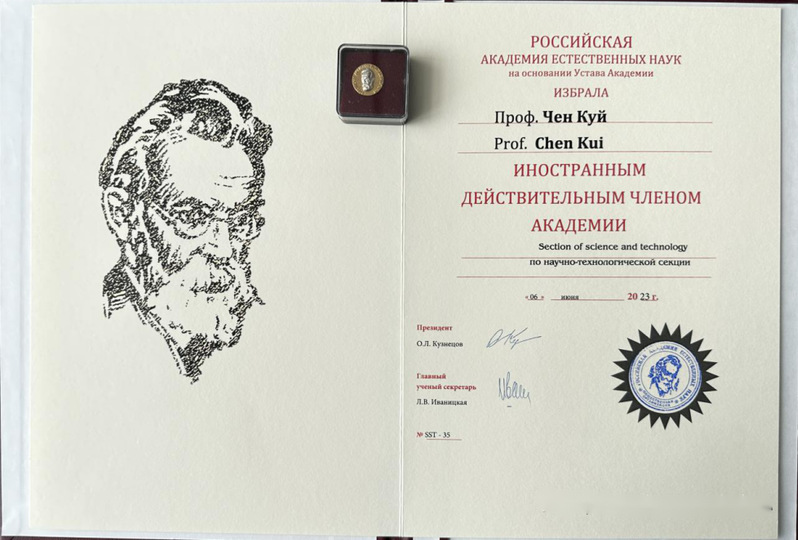 РОССИЙСКАЯ
АКАДЕМИЯ ЕСТЕСТВЕННЫХ НАУК
на основании Устава Академии
ИЗБРАЛА
Проф. Чен Куй
Prof. Chen Kui
ИНОСТРАННЫМ
ДЕЙСТВИТЕЛЬНЫМ ЧЛЕНОМ
АКАДЕМИИ
Section of science and technology
по научно-технологической секции
« 06 » июня 20 23 г.
Президент
О.Л. Кузнецов
Главный
ученый секретарь
Л.В. Иваницкая
№ SST - 35